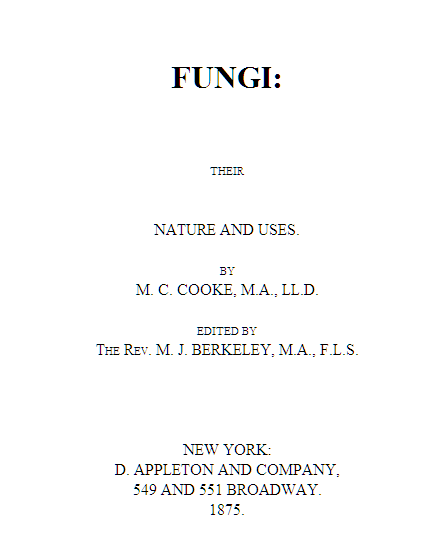 FUNGI:
THEIR
NATURE AND USES.
BY
M. C. COOKE, M.A., LL.D.
EDITED BY
The Rev. M. J. BERKELEY, M.A., F.L.S.
NEW YORK:
D. APPLETON AND COMPANY,
549 AND 551 BROADWAY.
1875.